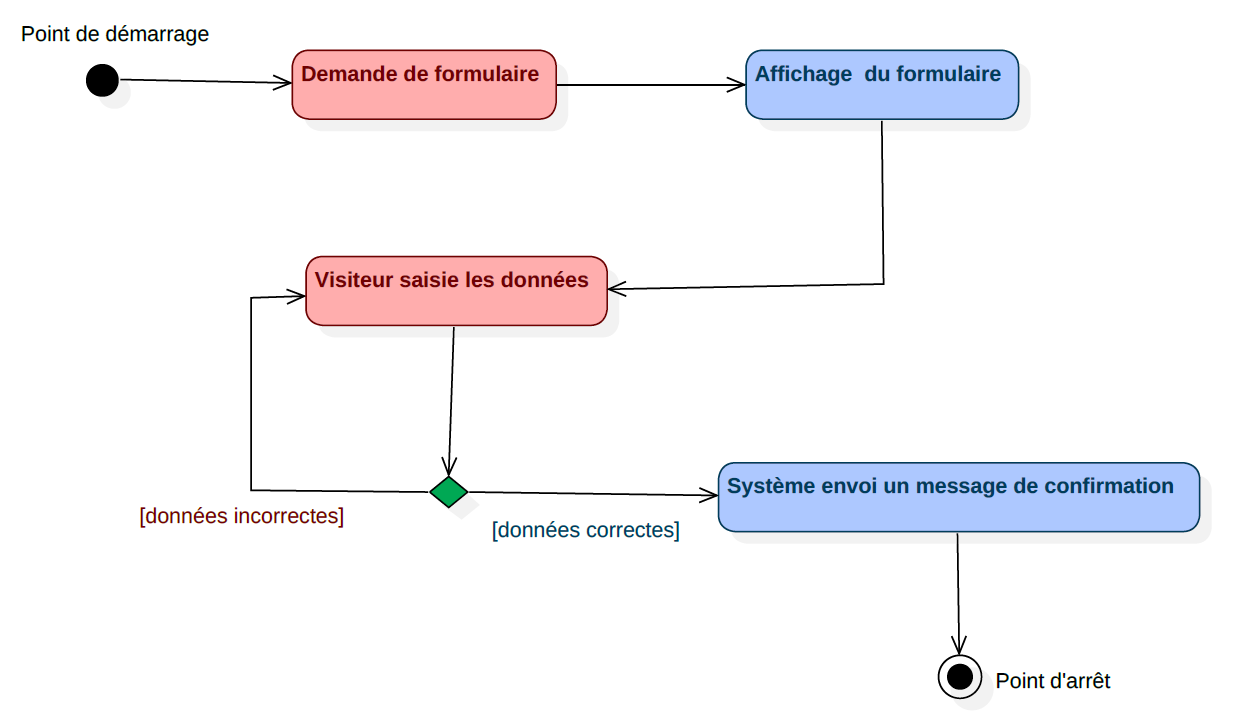 Point de démarrage
Demande de formulaire
Affichage  du formulaire
Visiteur saisie les données
Système envoi un message de confirmation
[données incorrectes]
[données correctes]
Point d'arrêt